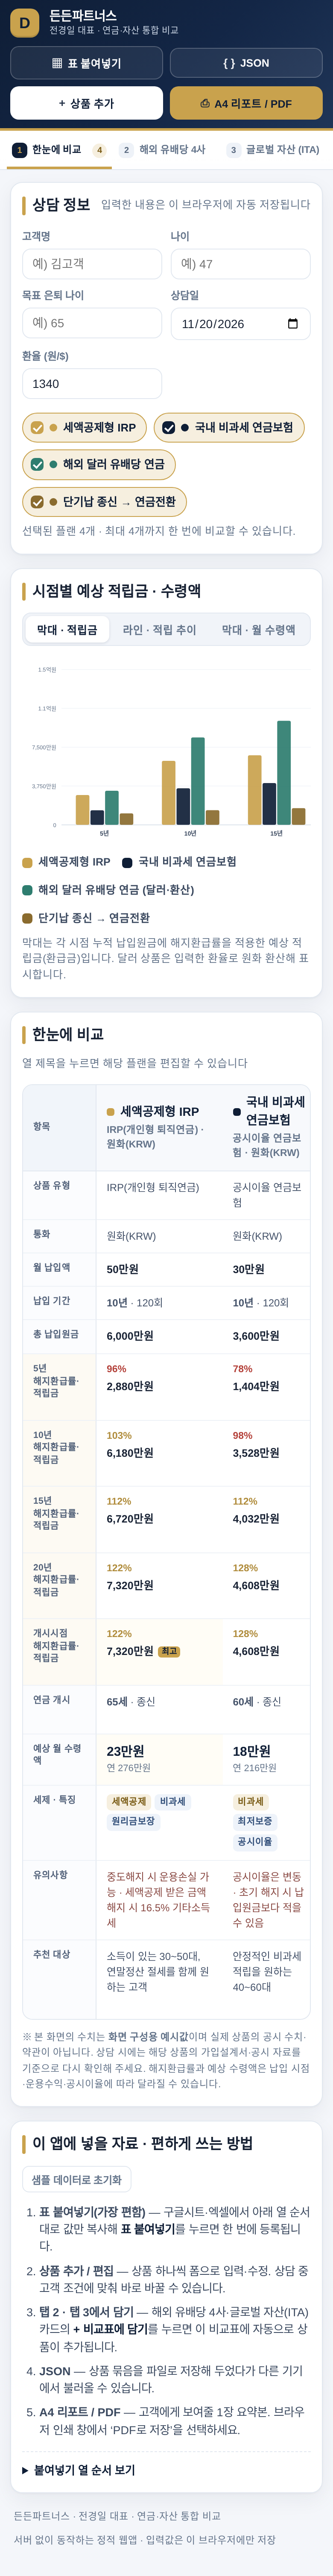 D
든든파트너스
전경일 대표 · 연금·자산 통합 비교
▦ 표 붙여넣기
{ } JSON
+ 상품 추가
⎙ A4 리포트 / PDF
1 한눈에 비교 4
2 해외 유배당 4사
3 글로벌 자산 (ITA)
상담 정보
입력한 내용은 이 브라우저에 자동 저장됩니다
고객명
나이
예) 김고객
예) 47
목표 은퇴 나이
상담일
예) 65
11/20/2026
환율 (원/$)
1340
세액공제형 IRP
국내 비과세 연금보험
해외 달러 유배당 연금
단기납 종신 → 연금전환
선택된 플랜 4개 · 최대 4개까지 한 번에 비교할 수 있습니다.
시점별 예상 적립금 · 수령액
막대 · 적립금
라인 · 적립 추이
막대 · 월 수령액
1.5억원
1.1억원
7,500만원
3,750만원
0
5년
10년
15년
세액공제형 IRP
국내 비과세 연금보험
해외 달러 유배당 연금 (달러·환산)
단기납 종신 → 연금전환
막대는 각 시점 누적 납입원금에 해지환급률을 적용한 예상 적
립금(환급금)입니다. 달러 상품은 입력한 환율로 원화 환산해 표
시합니다.
한눈에 비교
열 제목을 누르면 해당 플랜을 편집할 수 있습니다
항목
세액공제형 IRP
IRP(개인형 퇴직연금) ·
원화(KRW)
국내 비과세
연금보험
공시이율 연금보
험 · 원화(KRW)
상품 유형
IRP(개인형 퇴직연금)
공시이율 연금보
험
통화
원화(KRW)
원화(KRW)
월 납입액
50만원
30만원
납입 기간
10년 · 120회
10년 · 120회
총 납입원금
6,000만원
3,600만원
5년
해지환급률·
적립금
96%
2,880만원
78%
1,404만원
10년
해지환급률·
적립금
103%
6,180만원
98%
3,528만원
15년
해지환급률·
적립금
112%
6,720만원
112%
4,032만원
20년
해지환급률·
적립금
122%
7,320만원
128%
4,608만원
개시시점
해지환급률·
적립금
122%
7,320만원 최고
128%
4,608만원
연금 개시
65세 · 종신
60세 · 종신
예상 월 수령
액
23만원
연 276만원
18만원
연 216만원
세제 · 특징
세액공제 비과세
원리금보장
비과세
최저보증
공시이율
유의사항
중도해지 시 운용손실 가
능 · 세액공제 받은 금액
해지 시 16.5% 기타소득
세
공시이율은 변동
· 초기 해지 시 납
입원금보다 적을
수 있음
추천 대상
소득이 있는 30~50대,
연말정산 절세를 함께 원
하는 고객
안정적인 비과세
적립을 원하는
40~60대
※ 본 화면의 수치는 화면 구성용 예시값이며 실제 상품의 공시 수치·
약관이 아닙니다. 상담 시에는 해당 상품의 가입설계서·공시 자료를
기준으로 다시 확인해 주세요. 해지환급률과 예상 수령액은 납입 시점
·운용수익·공시이율에 따라 달라질 수 있습니다.
이 앱에 넣을 자료 · 편하게 쓰는 방법
샘플 데이터로 초기화
1. 표 붙여넣기(가장 편함) — 구글시트·엑셀에서 아래 열 순서
대로 값만 복사해 표 붙여넣기를 누르면 한 번에 등록됩니
다.
2. 상품 추가 / 편집 — 상품 하나씩 폼으로 입력·수정. 상담 중
고객 조건에 맞춰 바로 바꿀 수 있습니다.
3. 탭 2 · 탭 3에서 담기 — 해외 유배당 4사·글로벌 자산(ITA)
카드의 + 비교표에 담기를 누르면 이 비교표에 자동으로 상
품이 추가됩니다.
4. JSON — 상품 묶음을 파일로 저장해 두었다가 다른 기기
에서 불러올 수 있습니다.
5. A4 리포트 / PDF — 고객에게 보여줄 1장 요약본. 브라우
저 인쇄 창에서 ‘PDF로 저장’을 선택하세요.
▶ 붙여넣기 열 순서 보기
든든파트너스 · 전경일 대표 · 연금·자산 통합 비교
서버 없이 동작하는 정적 웹앱 · 입력값은 이 브라우저에만 저장